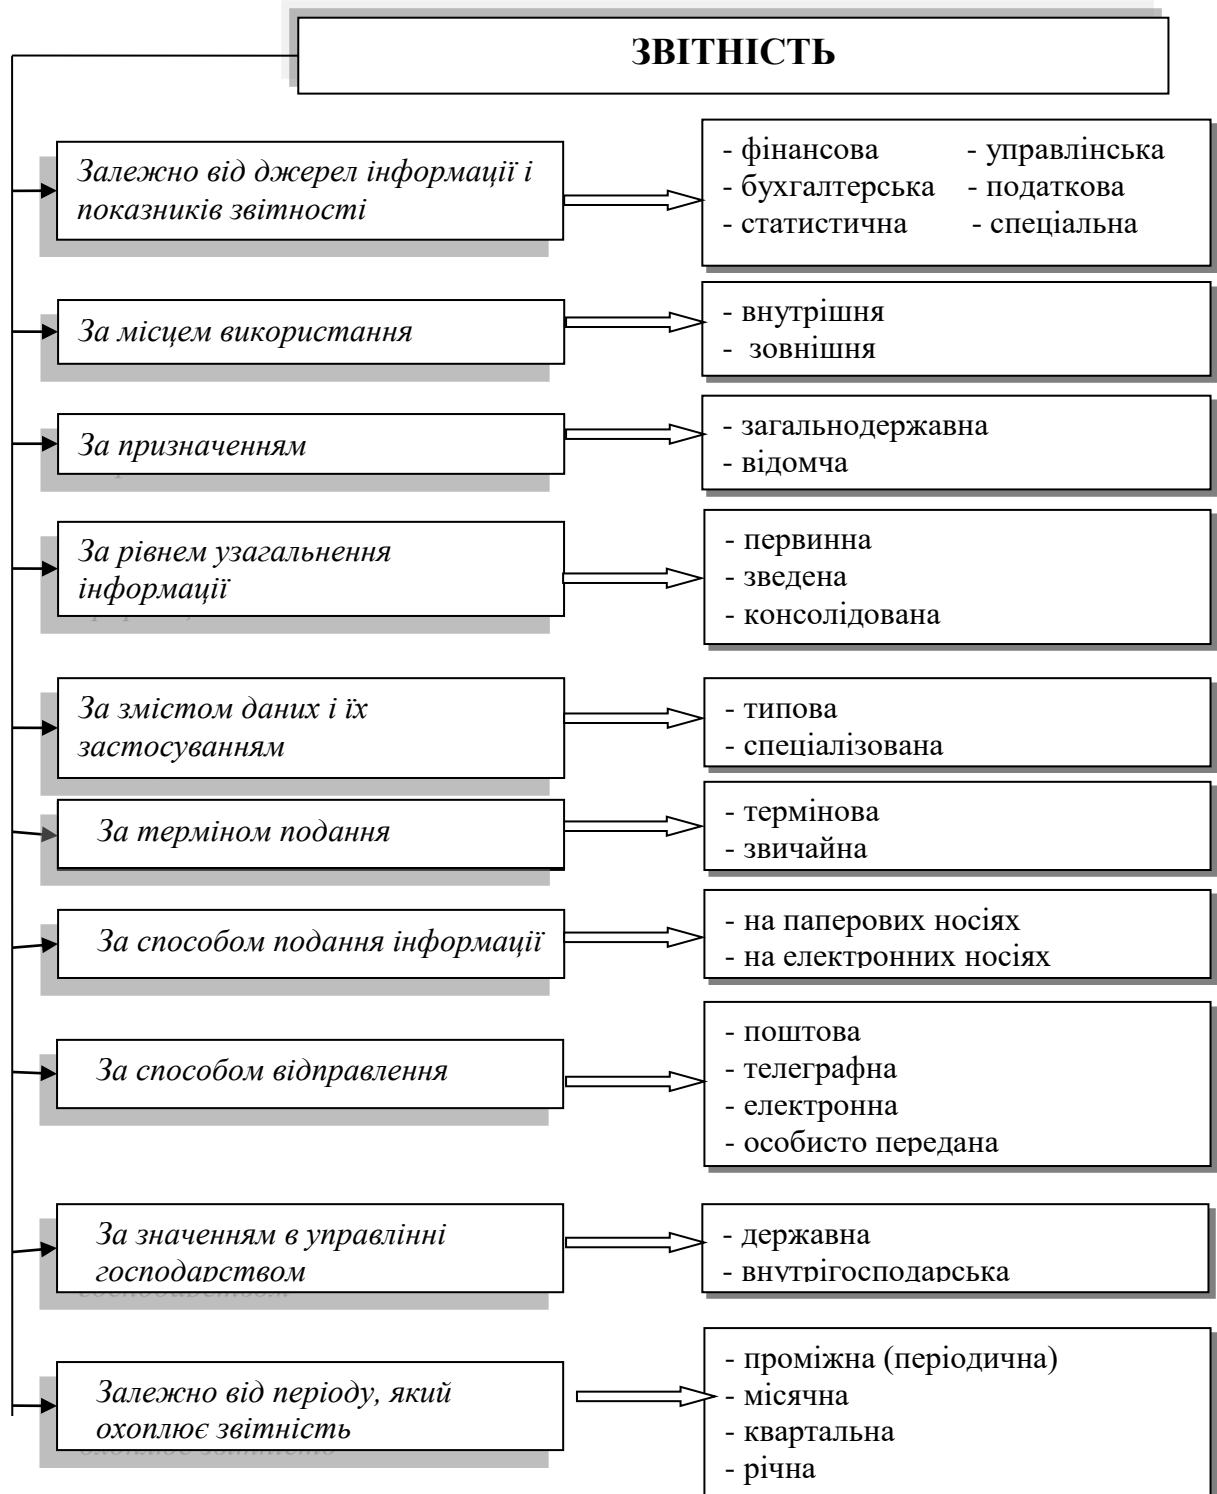 ЗВІТНІСТЬ
Залежно від джерел інформації і
показників звітності
- фінансова - управлінська
- бухгалтерська - податкова
- статистична - спеціальна
За місцем використання
- внутрішня
- зовнішня
За призначенням
- загальнодержавна
- відомча
За рівнем узагальнення
інформації
- первинна
- зведена
- консолідована
За змістом даних і їх
застосуванням
- типова
- спеціалізована
За терміном подання
- термінова
- звичайна
За способом подання інформації
- на паперових носіях
- на електронних носіях
За способом відправлення
- поштова
- телеграфна
- електронна
- особисто передана
За значенням в управлінні
господарством
- державна
- внутрігосподарська
Залежно від періоду, який
охоплює звітність
- проміжна (періодична)
- місячна
- квартальна
- річна